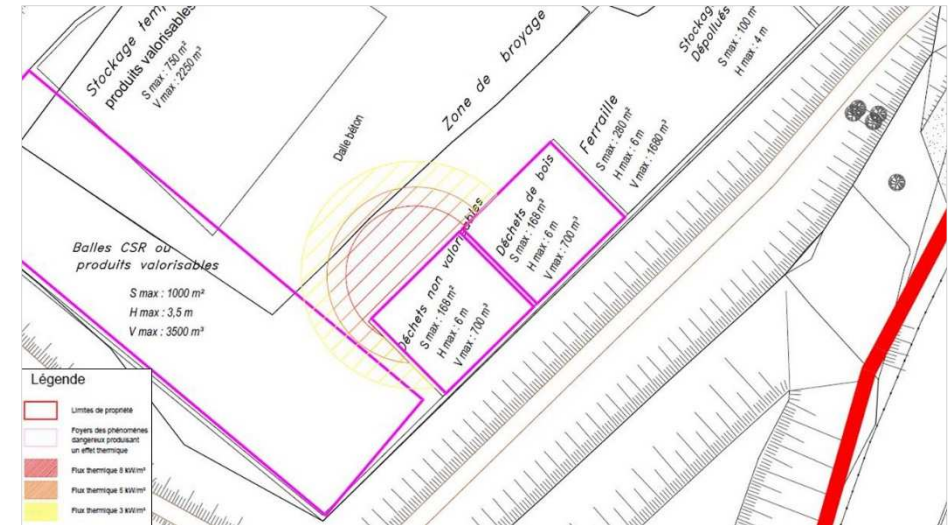 Stockage temp
produits valorisables
S max : 750 m²
V max : 2250 m³
Dalle béton
Zone de broyage
Stockag
Dépollués
S max : 100 m²
H max : 4 m
Ferraille
S max : 280 m²
H max : 6 m
V max : 1680 m³
Déchets de bois
S max : 168 m²
H max : 6 m
V max : 700 m³
Déchets non valorisables
S max : 168 m²
H max : 6 m
V max : 700 m³
Balles CSR ou
produits valorisables
S max : 1000 m²
H max : 3,5 m
V max : 3500 m³
Légende
Limites de propriété
Foyers des phénomènes
dangereux produisant
un effet thermique
Flux thermique 8 kW/m²
Flux thermique 5 kW/m²
Flux thermique 3 kW/m²